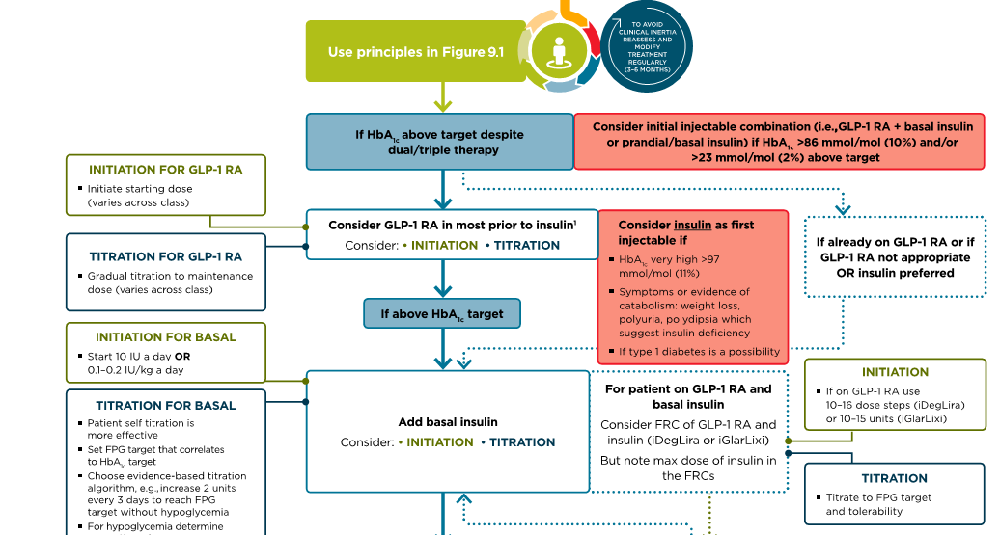 Use principles in Figure 9.1
TO AVOID
CLINICAL INERTIA
REASSESS AND
MODIFY
TREATMENT
REGULARLY
(3–6 MONTHS)
If HbA1c above target despite
dual/triple therapy
Consider initial injectable combination (i.e.,GLP-1 RA + basal insulin
or prandial/basal insulin) if HbA1c >86 mmol/mol (10%) and/or
>23 mmol/mol (2%) above target
INITIATION FOR GLP-1 RA
▪ Initiate starting dose
(varies across class)
TITRATION FOR GLP-1 RA
▪ Gradual titration to maintenance
dose (varies across class)
Consider GLP-1 RA in most prior to insulin¹
Consider: • INITIATION • TITRATION
Consider insulin as first
injectable if
▪ HbA1c very high >97
mmol/mol (11%)
▪ Symptoms or evidence of
catabolism: weight loss,
polyuria, polydipsia which
suggest insulin deficiency
▪ If type 1 diabetes is a possibility
If already on GLP-1 RA or if
GLP-1 RA not appropriate
OR insulin preferred
If above HbA1c target
INITIATION FOR BASAL
▪ Start 10 IU a day OR
0.1–0.2 IU/kg a day
TITRATION FOR BASAL
▪ Patient self titration is
more effective
▪ Set FPG target that correlates
to HbA1c target
▪ Choose evidence-based titration
algorithm, e.g., increase 2 units
every 3 days to reach FPG
target without hypoglycemia
▪ For hypoglycemia determine
Add basal insulin
Consider: • INITIATION • TITRATION
For patient on GLP-1 RA and
basal insulin
Consider FRC of GLP-1 RA and
insulin (iDegLira or iGlarLixi)
But note max dose of insulin in
the FRCs
INITIATION
▪ If on GLP-1 RA use
10–16 dose steps (iDegLira)
or 10–15 units (iGlarLixi)
TITRATION
▪ Titrate to FPG target
and tolerability